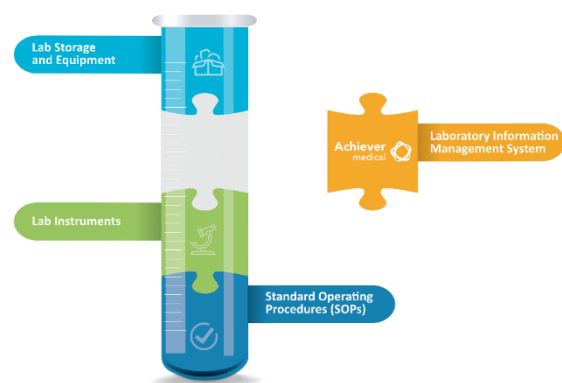 Lab Storage
and Equipment
Achiever
medical
Laboratory Information
Management System
Lab Instruments
Standard Operating
Procedures (SOPs)